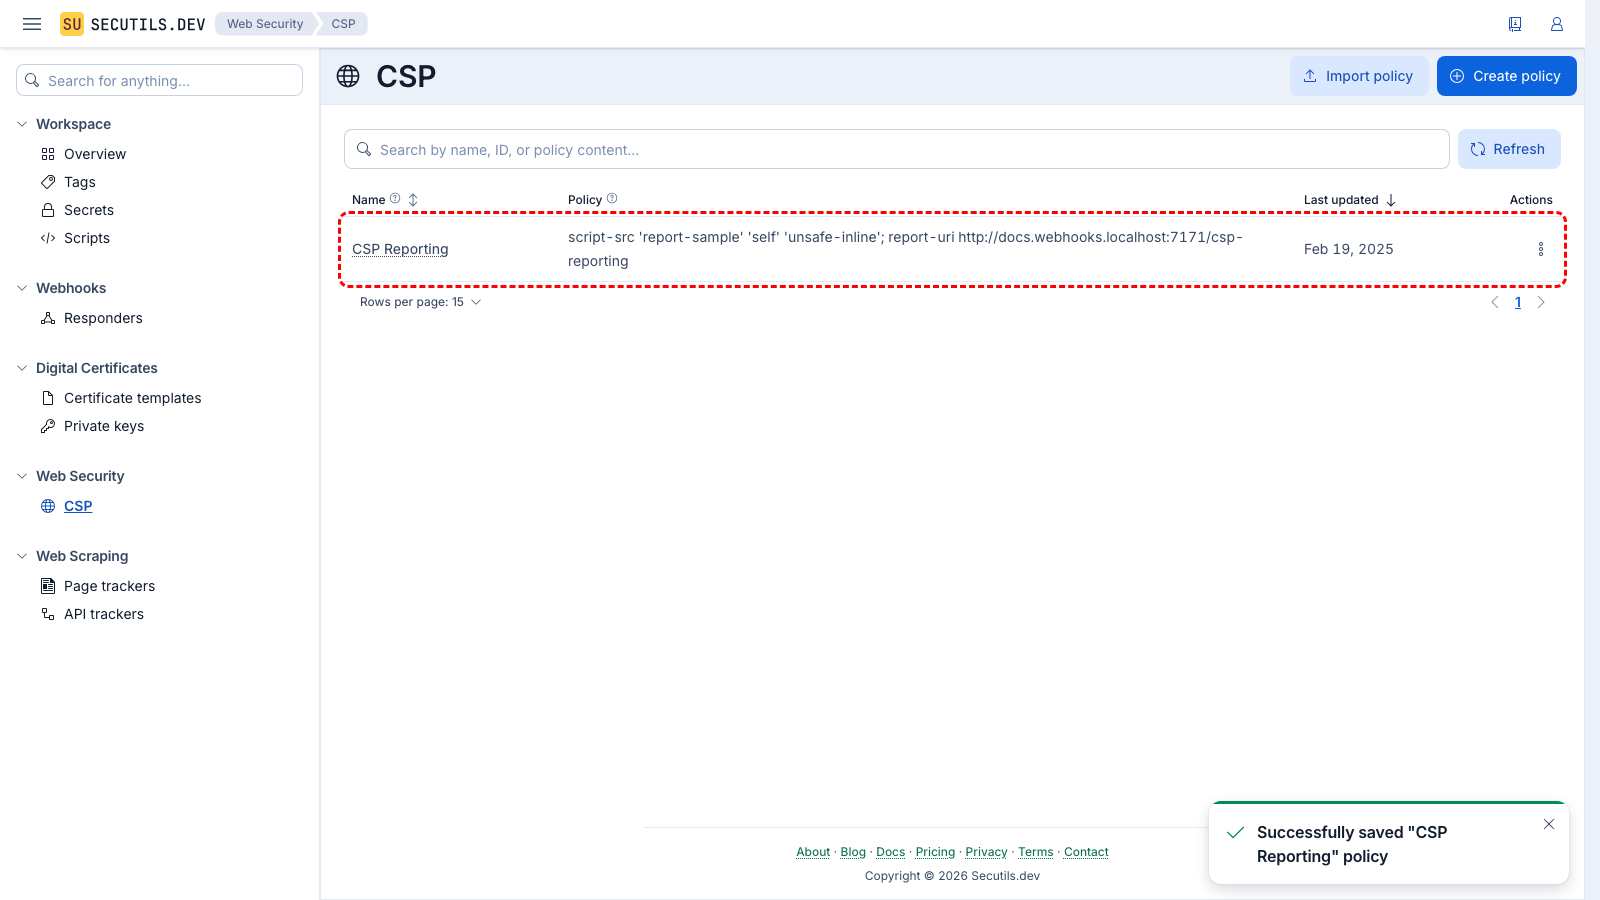 SU SECUTILS.DEV
Web Security
CSP
Search for anything...
Workspace
Overview
Tags
Secrets
Scripts
Webhooks
Responders
Digital Certificates
Certificate templates
Private keys
Web Security
CSP
Web Scraping
Page trackers
API trackers
CSP
Import policy
Create policy
Search by name, ID, or policy content...
Refresh
Name
Policy
Last updated
Actions
CSP Reporting
script-src 'report-sample' 'self' 'unsafe-inline'; report-uri http://docs.webhooks.localhost:7171/csp-
reporting
Feb 19, 2025
Rows per page: 15
1
About · Blog · Docs · Pricing · Privacy · Terms · Contact
Copyright © 2026 Secutils.dev
Successfully saved "CSP
Reporting" policy